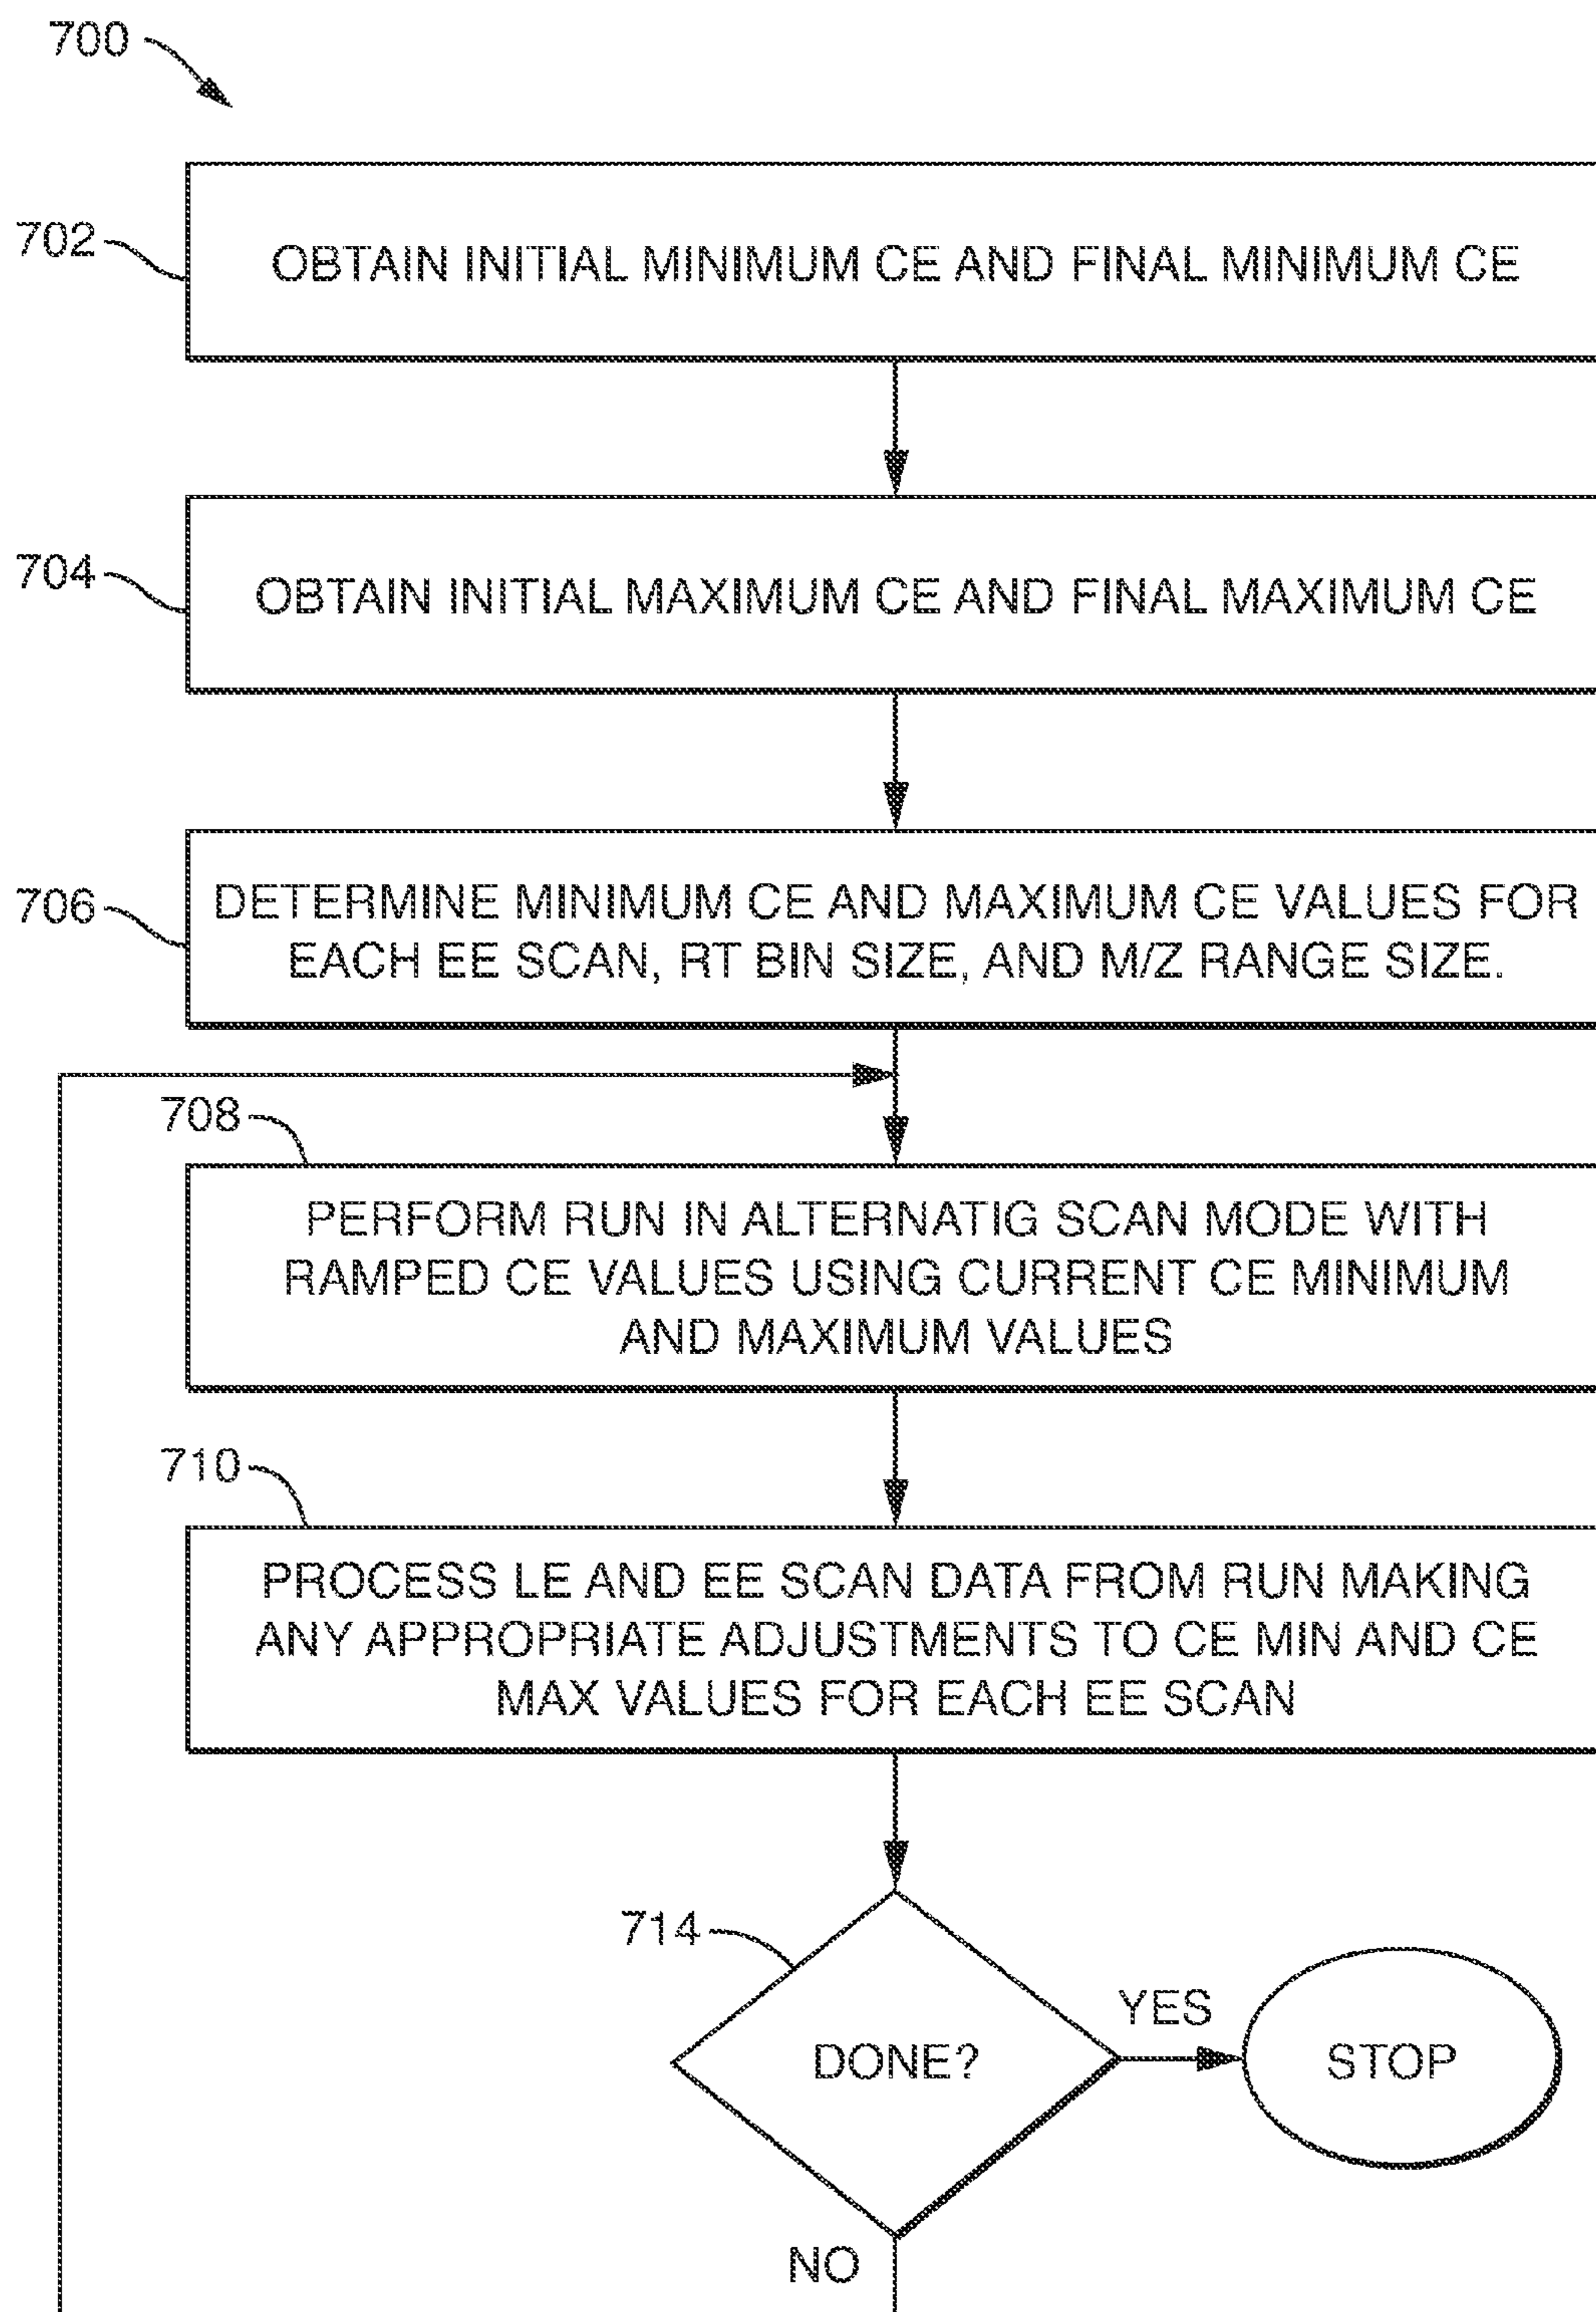 700
702
OBTAIN INITIAL MINIMUM CE AND FINAL MINIMUM CE
704
OBTAIN INITIAL MAXIMUM CE AND FINAL MAXIMUM CE
706
DETERMINE MINIMUM CE AND MAXIMUM CE VALUES FOR
EACH EE SCAN, RT BIN SIZE, AND M/Z RANGE SIZE.
708
PERFORM RUN IN ALTERNATIG SCAN MODE WITH
RAMPED CE VALUES USING CURRENT CE MINIMUM
AND MAXIMUM VALUES
710
PROCESS LE AND EE SCAN DATA FROM RUN MAKING
ANY APPROPRIATE ADJUSTMENTS TO CE MIN AND CE
MAX VALUES FOR EACH EE SCAN
714
DONE?
YES
STOP
NO